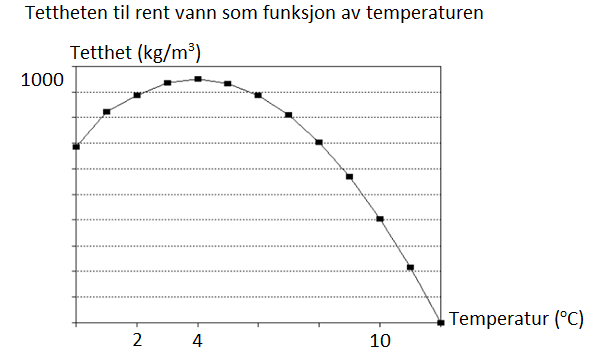 Tettheten til rent vann som funksjon av temperaturen
Tetthet (kg/m³)
1000
Temperatur (°C)
2 4 10